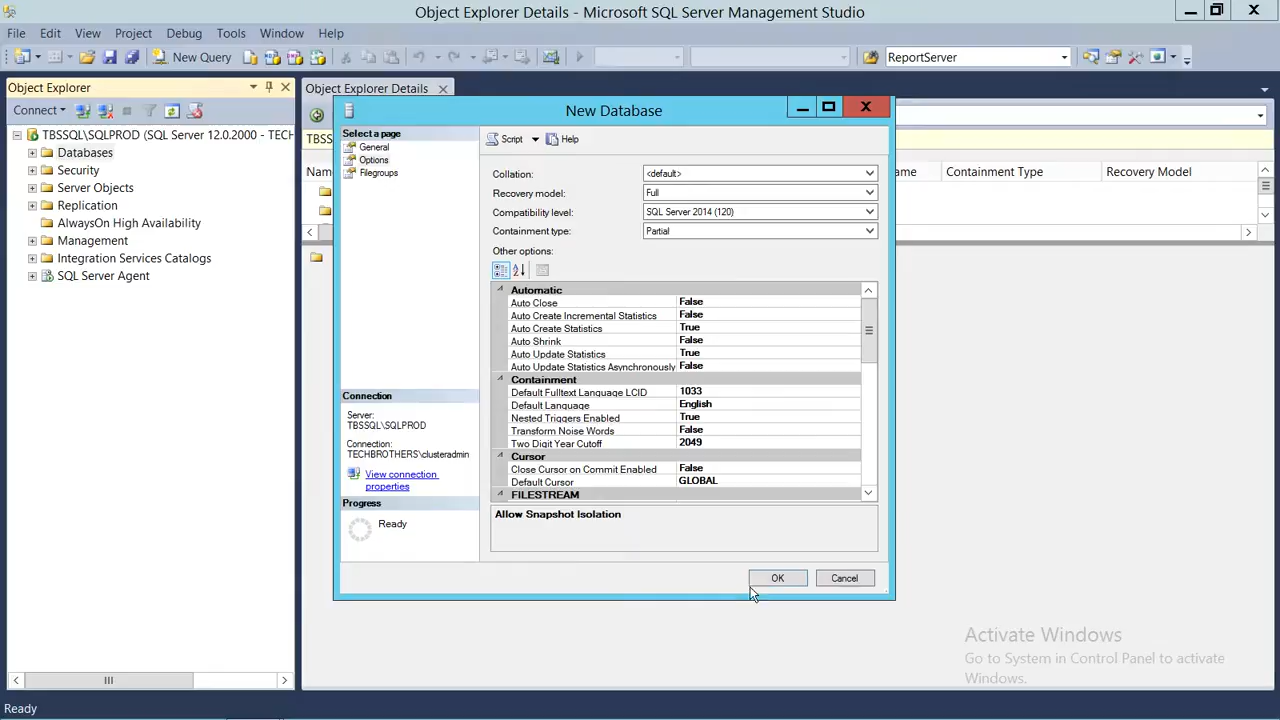 Object Explorer Details - Microsoft SQL Server Management Studio
File Edit View Project Debug Tools Window Help
New Query
ReportServer
Object Explorer
Object Explorer Details
Connect
TBSSQL\SQLPROD (SQL Server 12.0.2000 - TECH
Databases
Security
Server Objects
Replication
AlwaysOn High Availability
Management
Integration Services Catalogs
SQL Server Agent
TBSS
Nam
ame
Containment Type
Recovery Model
New Database
Select a page
General
Options
Filegroups
Script
Help
Collation: <default>
Recovery model: Full
Compatibility level: SQL Server 2014 (120)
Containment type: Partial
Other options:
Automatic
Auto Close False
Auto Create Incremental Statistics False
Auto Create Statistics True
Auto Shrink False
Auto Update Statistics True
Auto Update Statistics Asynchronously False
Containment
Default Fulltext Language LCID 1033
Default Language English
Nested Triggers Enabled True
Transform Noise Words False
Two Digit Year Cutoff 2049
Cursor
Close Cursor on Commit Enabled False
Default Cursor GLOBAL
FILESTREAM
Allow Snapshot Isolation
Connection
Server:
TBSSQL\SQLPROD
Connection:
TECHBROTHERS\clusteradmin
View connection
properties
Progress
Ready
OK
Cancel
Activate Windows
Go to System in Control Panel to activate
Windows.
Ready